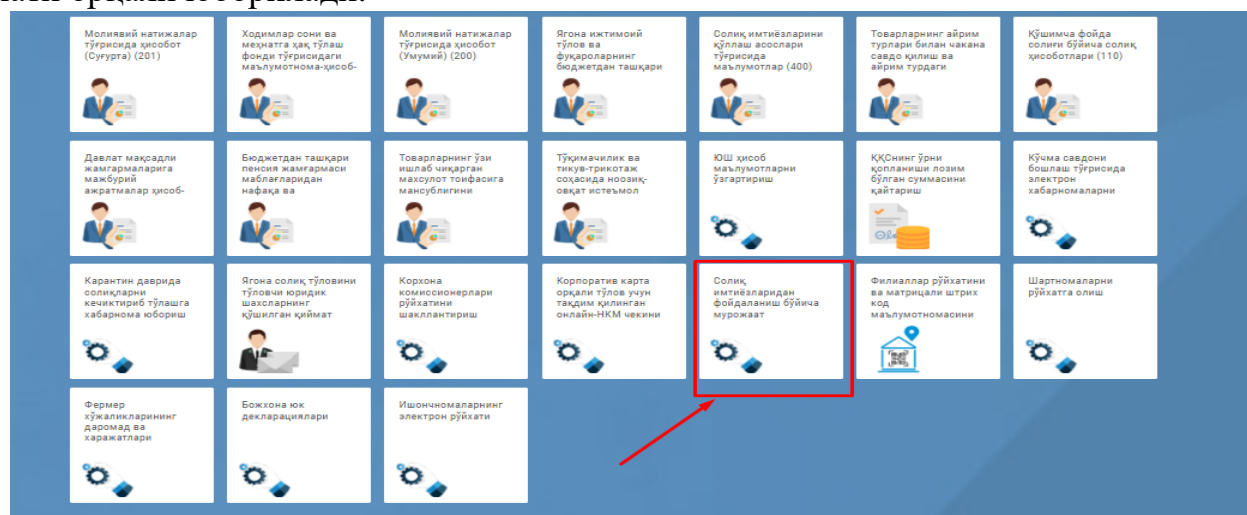 орқали юборилади.
Молиявий натижалар
тўғрисида ҳисобот
(Суғурта) (201)
Ходимлар сони ва
меҳнатга ҳақ тўлаш
фонди тўғрисидаги
маълумотнома-ҳисоб-
Молиявий натижалар
тўғрисида ҳисобот
(Умумий) (200)
Ягона ижтимоий
тўлов ва
фуқароларнинг
бюджетдан ташқари
Солиқ имтиёзларини
қўллаш асослари
тўғрисида
маълумотлар (400)
Товарларнинг айрим
турлари билан чакана
савдо қилиш ва
айрим турдаги
Қўшимча фойда
солиғи бўйича солиқ
ҳисоботлари (110)
Давлат мақсадли
жамғармаларига
мажбурий
ажратмалар ҳисоб-
Бюджетдан ташқари
пенсия жамғармаси
маблағларидан
нафақа ва
Товарларнинг ўзи
ишлаб чиқарган
махсулот тоифасига
мансублигини
Тўқимачилик ва
тикув-трикотаж
соҳасида ноозиқ-
овқат истеъмол
ЮШ ҳисоб
маълумотларни
ўзгартириш
ҚҚСнинг ўрни
қопланиши лозим
бўлган суммасини
қайтариш
Кўчма савдони
бошлаш тўғрисида
электрон
хабарномаларни
Карантин даврида
солиқларни
кечиктириб тўлашга
хабарнома юбориш
Ягона солиқ тўловини
тўловчи юридик
шахсларнинг
қўшилган қиймат
Корхона
комиссионерлари
рўйхатини
шакллантириш
Корпоратив карта
орқали тўлов учун
тақдим қилинган
онлайн-НКМ чекини
Солиқ
имтиёзларидан
фойдаланиш бўйича
мурожаат
Филиаллар рўйхатини
ва матрицали штрих
код
маълумотномасини
Шартномаларни
рўйхатга олиш
Фермер
хўжаликларининг
даромад ва
харажатлари
Божхона юк
декларациялари
Ишончномаларнинг
электрон рўйхати